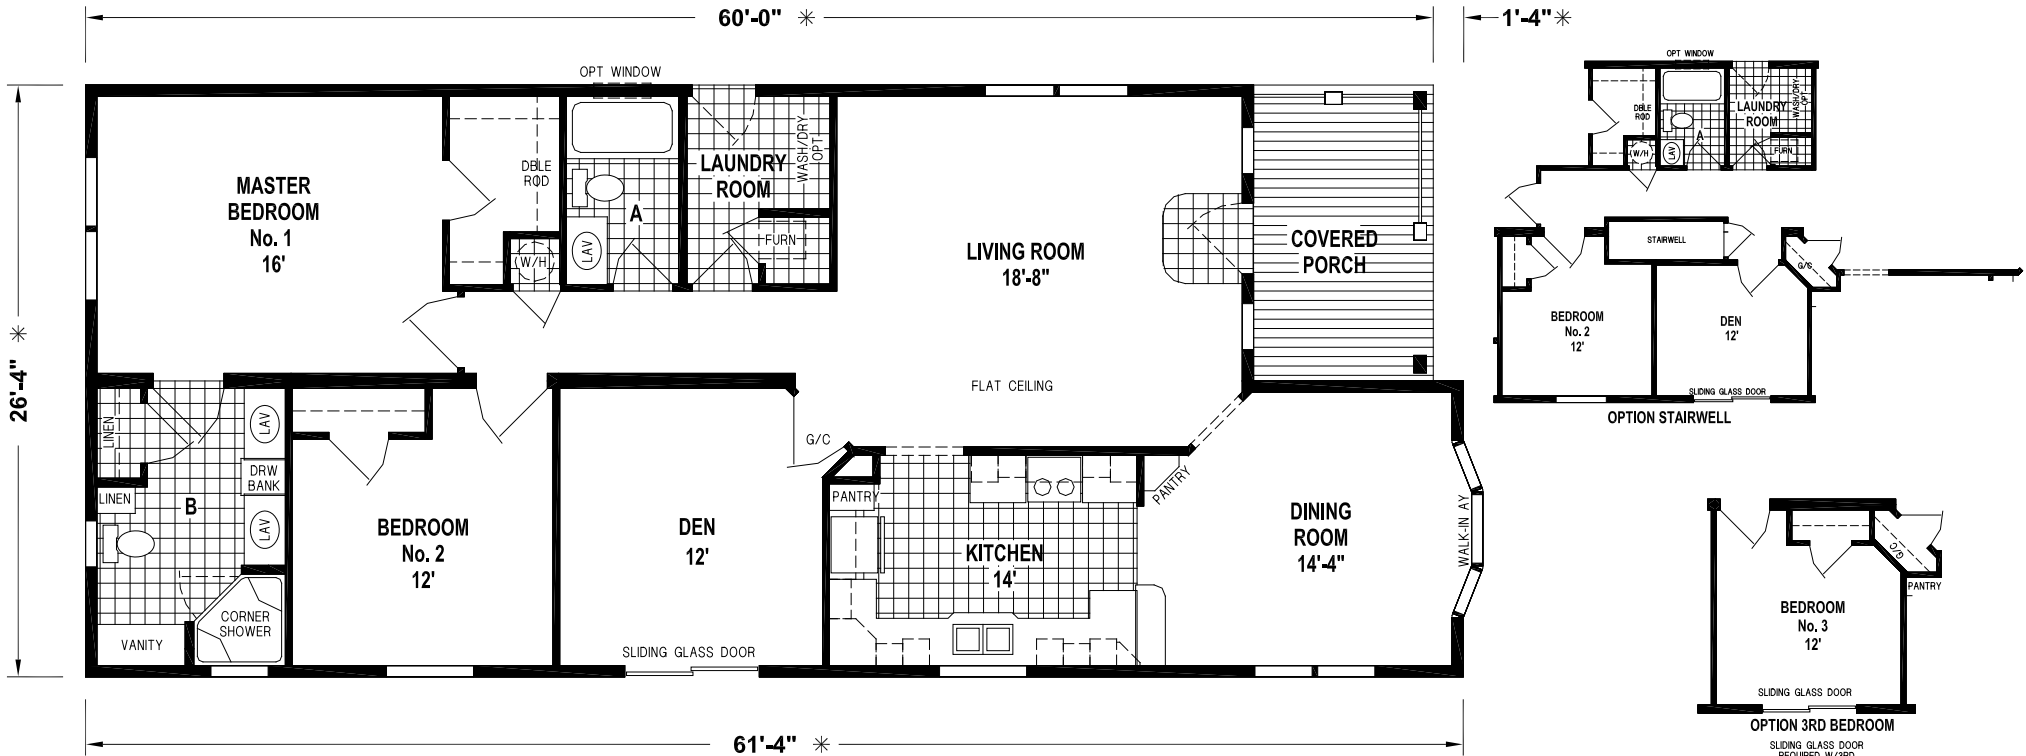 60'-0" ✳
1'-4" ✳
26'-4" ✳
OPT WINDOW
MASTER
BEDROOM
No. 1
16'
DBLE
ROD
W/H
A
LAV
LAUNDRY
ROOM
WASH/DRY
OPT
FURN
LIVING ROOM
18'-8"
FLAT CEILING
COVERED
PORCH
LINEN
LAV
DRW
BANK
LINEN
B
LAV
CORNER
SHOWER
VANITY
BEDROOM
No. 2
12'
DEN
12'
SLIDING GLASS DOOR
G/C
PANTRY
KITCHEN
14'
PANTRY
DINING
ROOM
14'-4"
WALK-IN AY
61'-4" ✳
OPT WINDOW
DBLE
ROD
W/H
LAV
A
LAUNDRY
ROOM
WASH/DRY
OPT
FURN
STAIRWELL
G/C
BEDROOM
No. 2
12'
DEN
12'
SLIDING GLASS DOOR
OPTION STAIRWELL
G/C
PANTRY
BEDROOM
No. 3
12'
SLIDING GLASS DOOR
OPTION 3RD BEDROOM
SLIDING GLASS DOOR
REQUIRED W/3RD